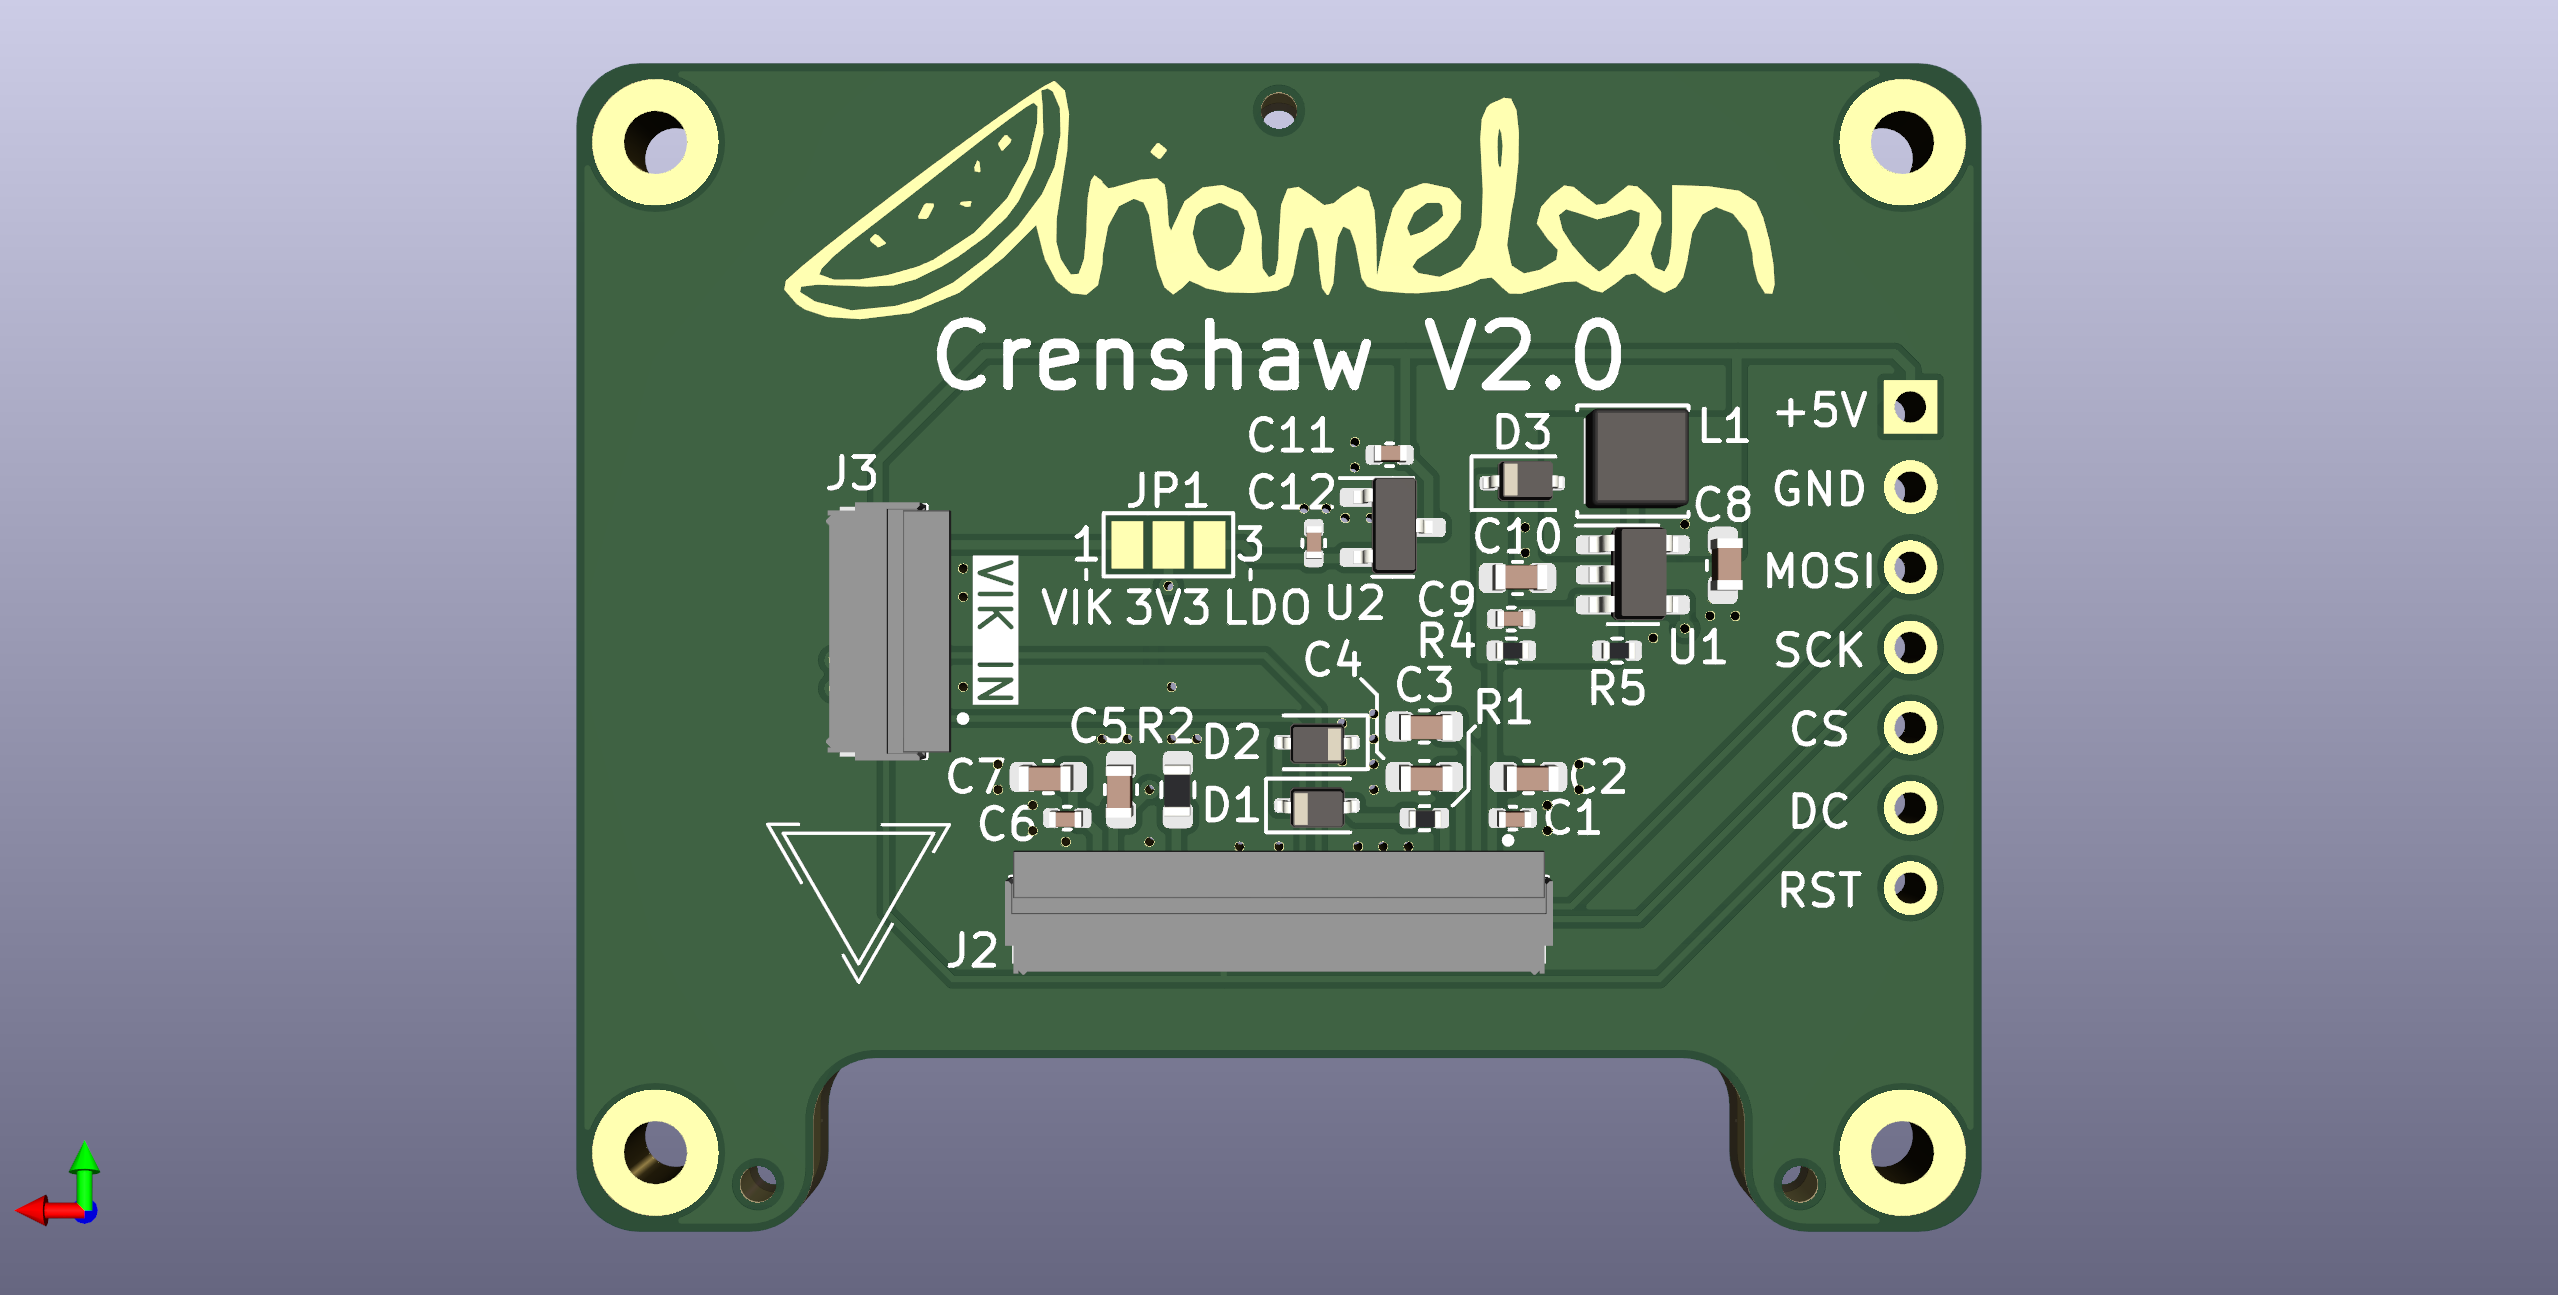 Ariamelon
Crenshaw V2.0
+5V
C11
D3
L1
J3
JP1
C12
GND
C8
1
3
C10
MOSI
VIK IN
VIK 3V3 LDO
U2
C9
R4
U1
SCK
C4
C3
R5
R1
C5
R2
D2
CS
C7
C2
D1
C6
C1
DC
RST
J2